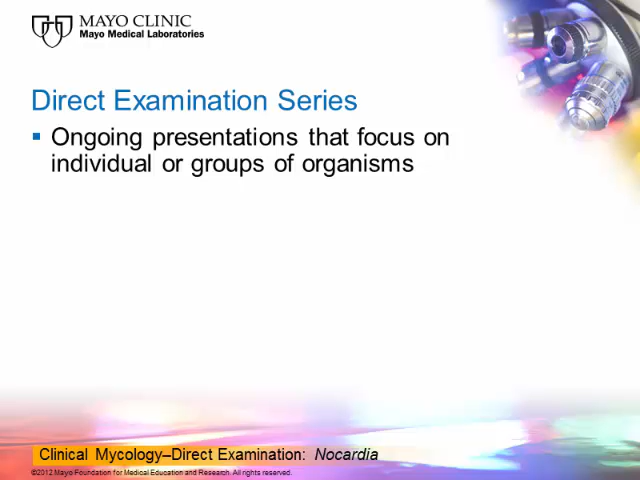 MAYO CLINIC
Mayo Medical Laboratories
Direct Examination Series
Ongoing presentations that focus on
individual or groups of organisms
Clinical Mycology–Direct Examination: Nocardia
©2012 Mayo Foundation for Medical Education and Research. All rights reserved.